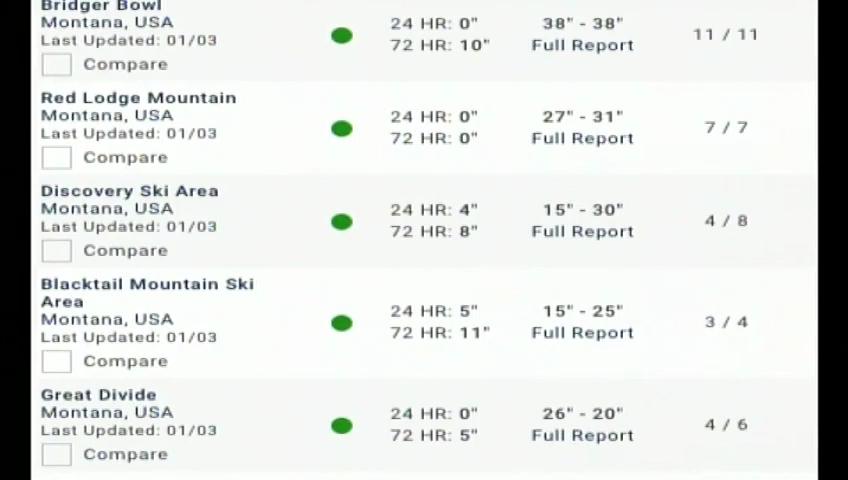 Bridger Bowl
Montana, USA
Last Updated: 01/03
Compare
24 HR: 0"
72 HR: 10"
38" - 38"
Full Report
11 / 11
Red Lodge Mountain
Montana, USA
Last Updated: 01/03
Compare
24 HR: 0"
72 HR: 0"
27" - 31"
Full Report
7 / 7
Discovery Ski Area
Montana, USA
Last Updated: 01/03
Compare
24 HR: 4"
72 HR: 8"
15" - 30"
Full Report
4 / 8
Blacktail Mountain Ski
Area
Montana, USA
Last Updated: 01/03
Compare
24 HR: 5"
72 HR: 11"
15" - 25"
Full Report
3 / 4
Great Divide
Montana, USA
Last Updated: 01/03
Compare
24 HR: 0"
72 HR: 5"
26" - 20"
Full Report
4 / 6